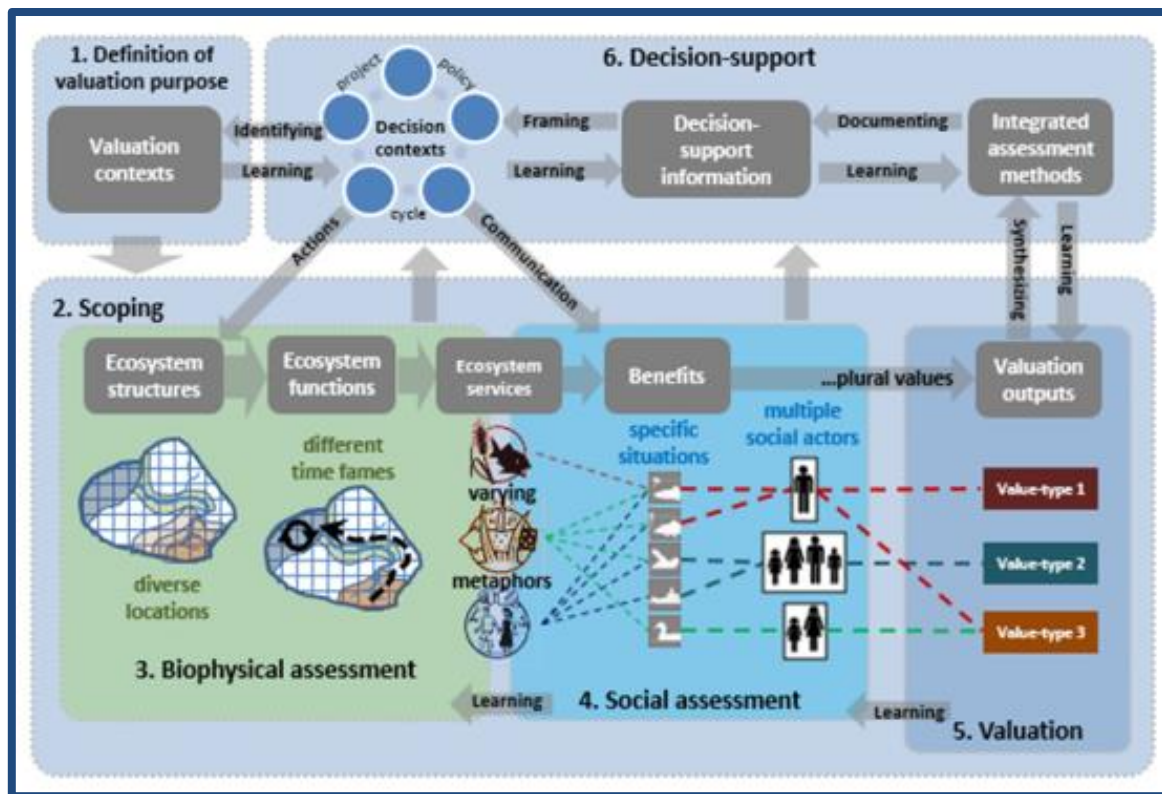 1. Definition of
valuation purpose
Valuation
contexts
Identifying
Learning
project
policy
cycle
Decision
contexts
6. Decision-support
Framing
Learning
Decision-
support
information
Documenting
Learning
Integrated
assessment
methods
Actions
Communication
Synthesizing
Learning
2. Scoping
Ecosystem
structures
Ecosystem
functions
Ecosystem
services
Benefits
...plural values
Valuation
outputs
different
time fames
diverse
locations
varying
metaphors
specific
situations
multiple
social actors
Value-type 1
Value-type 2
Value-type 3
3. Biophysical assessment
Learning
4. Social assessment
Learning
5. Valuation